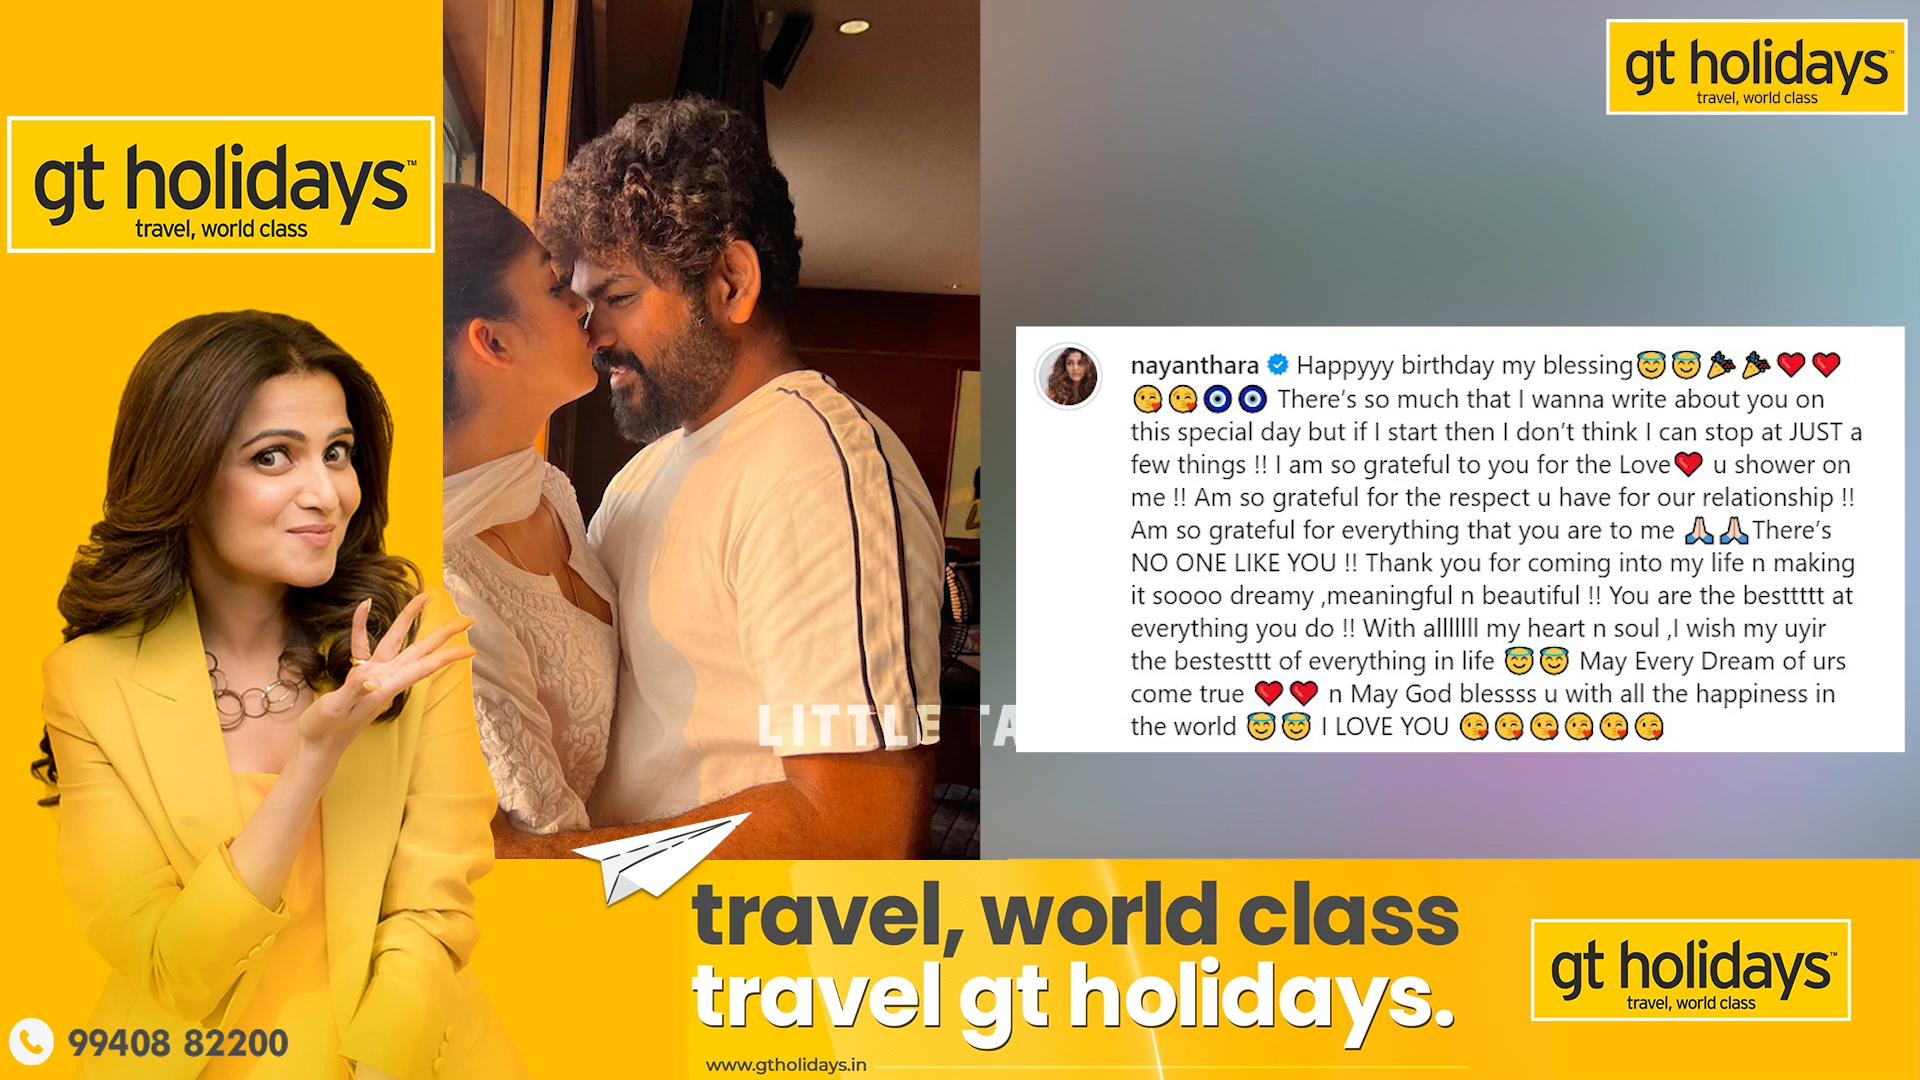 gt holidays™
travel, world class
gt holidays™
travel, world class
nayanthara Happyyy birthday my blessing😇😇🎉🎉❤️❤️
😘😘🧿🧿 There's so much that I wanna write about you on
this special day but if I start then I don't think I can stop at JUST a
few things !! I am so grateful to you for the Love❤️ u shower on
me !! Am so grateful for the respect u have for our relationship !!
Am so grateful for everything that you are to me 🙏🏻🙏🏻There's
NO ONE LIKE YOU !! Thank you for coming into my life n making
it soooo dreamy ,meaningful n beautiful !! You are the besttttt at
everything you do !! With alllllll my heart n soul ,I wish my uyir
the bestesttt of everything in life 😇😇 May Every Dream of urs
come true ❤️❤️ n May God blessss u with all the happiness in
the world 😇😇 I LOVE YOU 😘😘😘😘😘😘
LITTLE TA
travel, world class
travel gt holidays.
www.gtholidays.in
gt holidays™
travel, world class
99408 82200